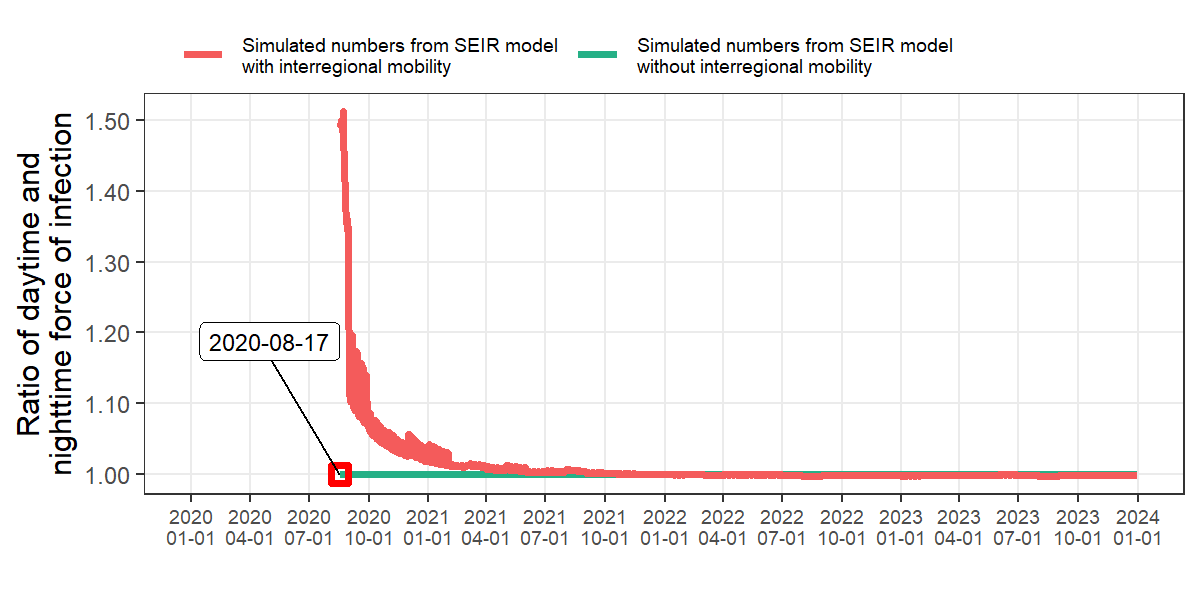 Simulated numbers from SEIR model
with interregional mobility
Simulated numbers from SEIR model
without interregional mobility
Ratio of daytime and
nighttime force of infection
1.50
1.40
1.30
1.20
1.10
1.00
2020-08-17
2020 2020 2020 2020 2021 2021 2021 2021 2022 2022 2022 2022 2023 2023 2023 2023 2024
01-01 04-01 07-01 10-01 01-01 04-01 07-01 10-01 01-01 04-01 07-01 10-01 01-01 04-01 07-01 10-01 01-01